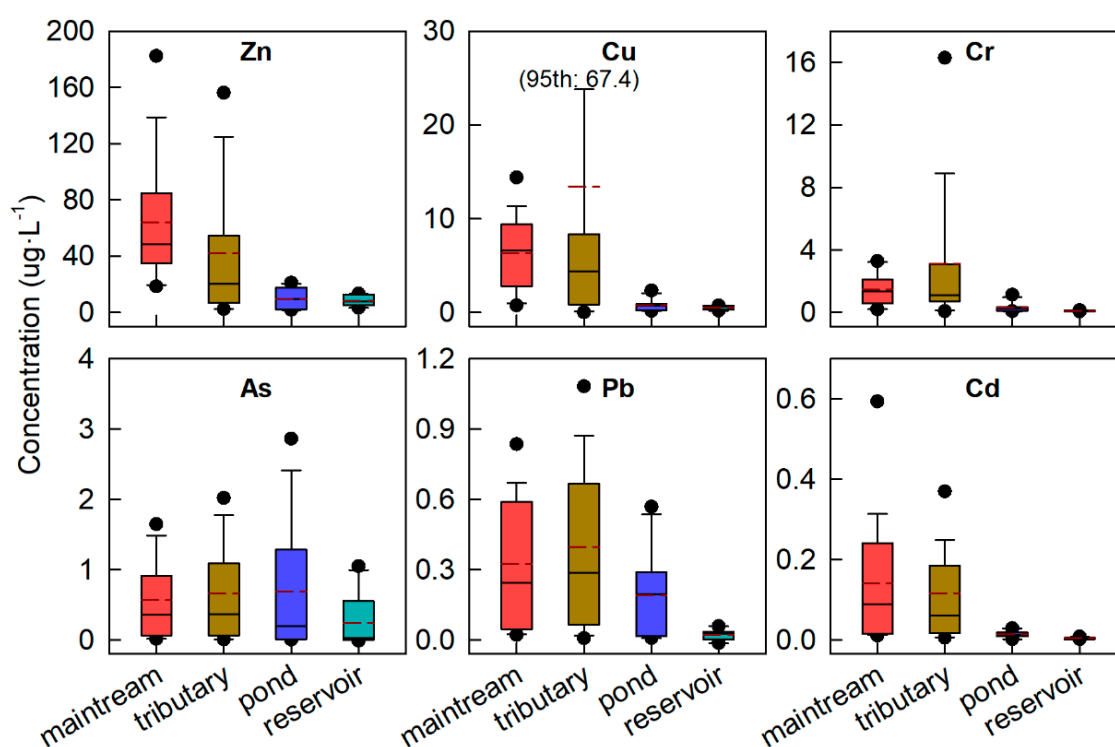 Concentration (ug·L⁻¹)
Zn
200
160
120
80
40
0
Cu
(95th: 67.4)
30
20
10
0
Cr
16
12
8
4
0
As
4
3
2
1
0
Pb
1.2
0.9
0.6
0.3
0.0
Cd
0.6
0.4
0.2
0.0
maintream
tributary
pond
reservoir
maintream
tributary
pond
reservoir
maintream
tributary
pond
reservoir